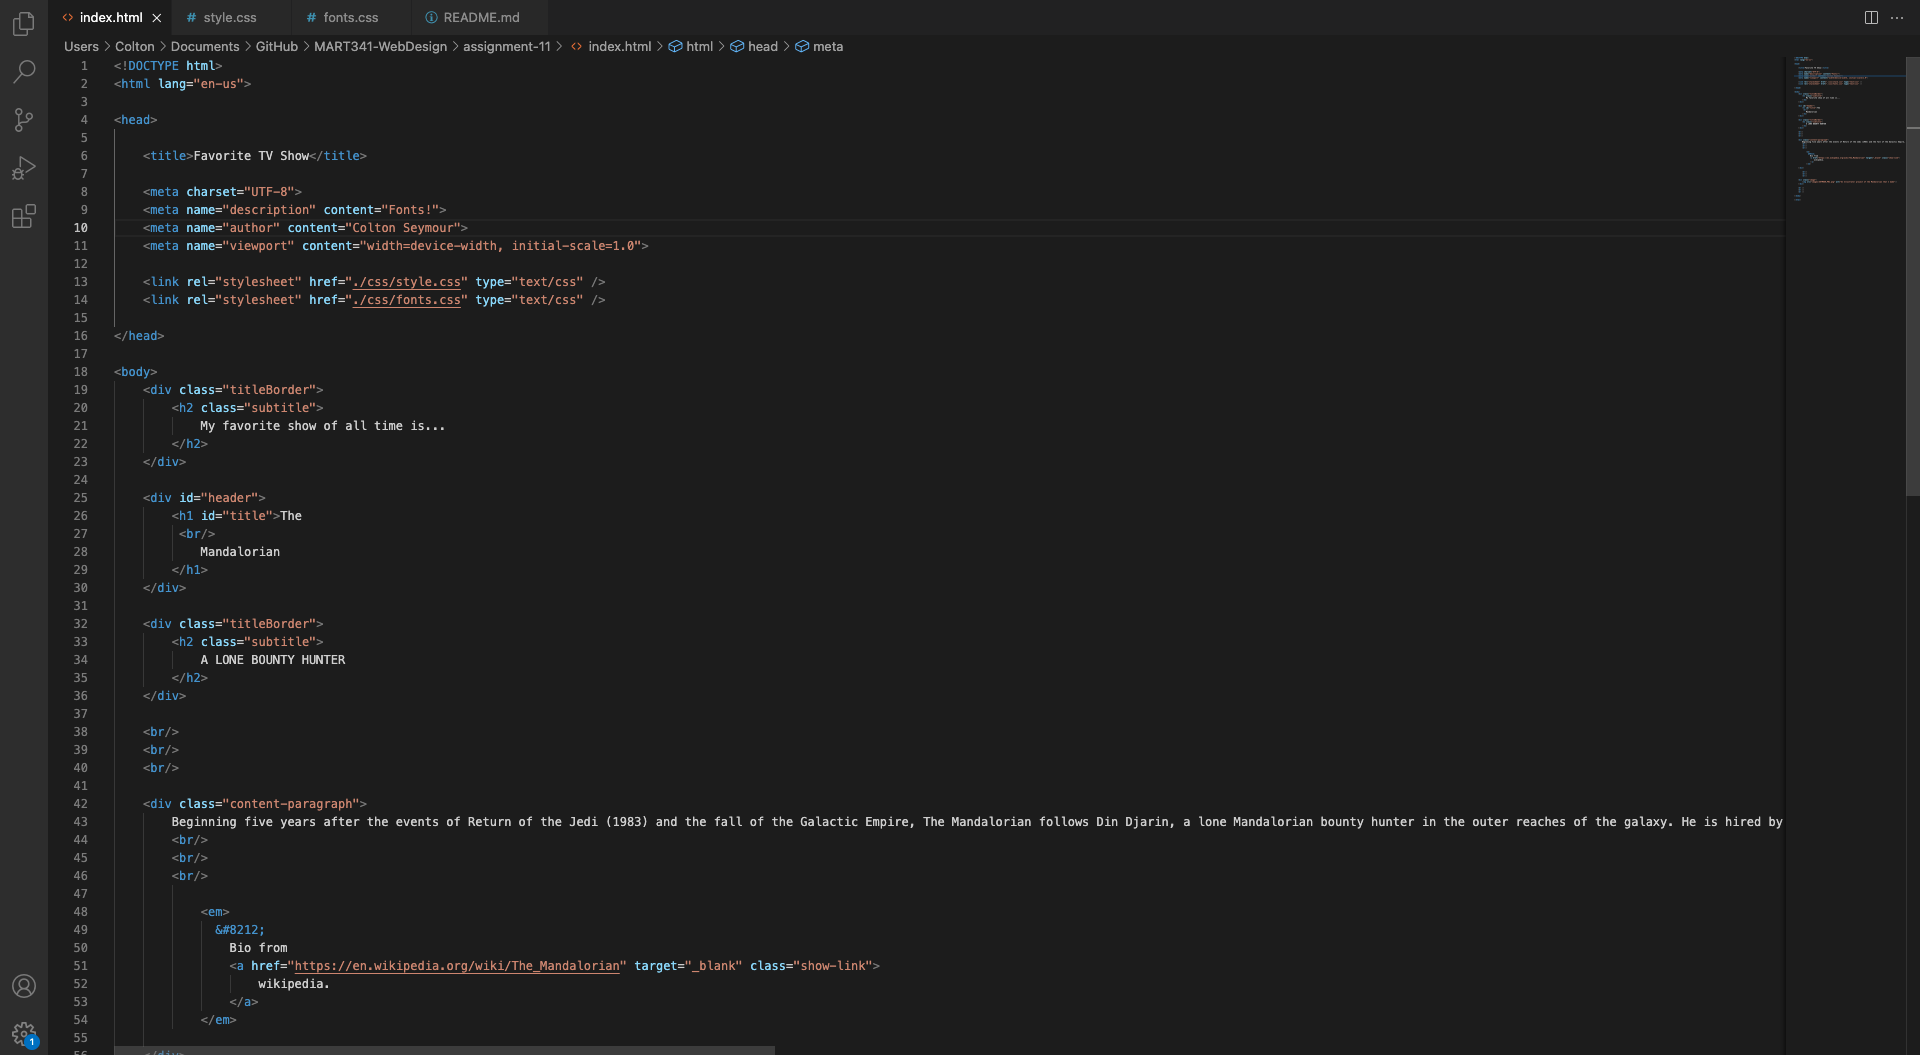 index.html
style.css
fonts.css
README.md
Users > Colton > Documents > GitHub > MART341-WebDesign > assignment-11 > index.html > html > head > meta
1 <!DOCTYPE html>
2 <html lang="en-us">
3
4 <head>
5
6 <title>Favorite TV Show</title>
7
8 <meta charset="UTF-8">
9 <meta name="description" content="Fonts!">
10 <meta name="author" content="Colton Seymour">
11 <meta name="viewport" content="width=device-width, initial-scale=1.0">
12
13 <link rel="stylesheet" href="./css/style.css" type="text/css" />
14 <link rel="stylesheet" href="./css/fonts.css" type="text/css" />
15
16 </head>
17
18 <body>
19 <div class="titleBorder">
20 <h2 class="subtitle">
21 My favorite show of all time is...
22 </h2>
23 </div>
24
25 <div id="header">
26 <h1 id="title">The
27 <br/>
28 Mandalorian
29 </h1>
30 </div>
31
32 <div class="titleBorder">
33 <h2 class="subtitle">
34 A LONE BOUNTY HUNTER
35 </h2>
36 </div>
37
38 <br/>
39 <br/>
40 <br/>
41
42 <div class="content-paragraph">
43 Beginning five years after the events of Return of the Jedi (1983) and the fall of the Galactic Empire, The Mandalorian follows Din Djarin, a lone Mandalorian bounty hunter in the outer reaches of the galaxy. He is hired by
44 <br/>
45 <br/>
46 <br/>
47
48 <em>
49 &#8212;
50 Bio from
51 <a href="https://en.wikipedia.org/wiki/The_Mandalorian" target="_blank" class="show-link">
52 wikipedia.
53 </a>
54 </em>
55
56 </div>
1